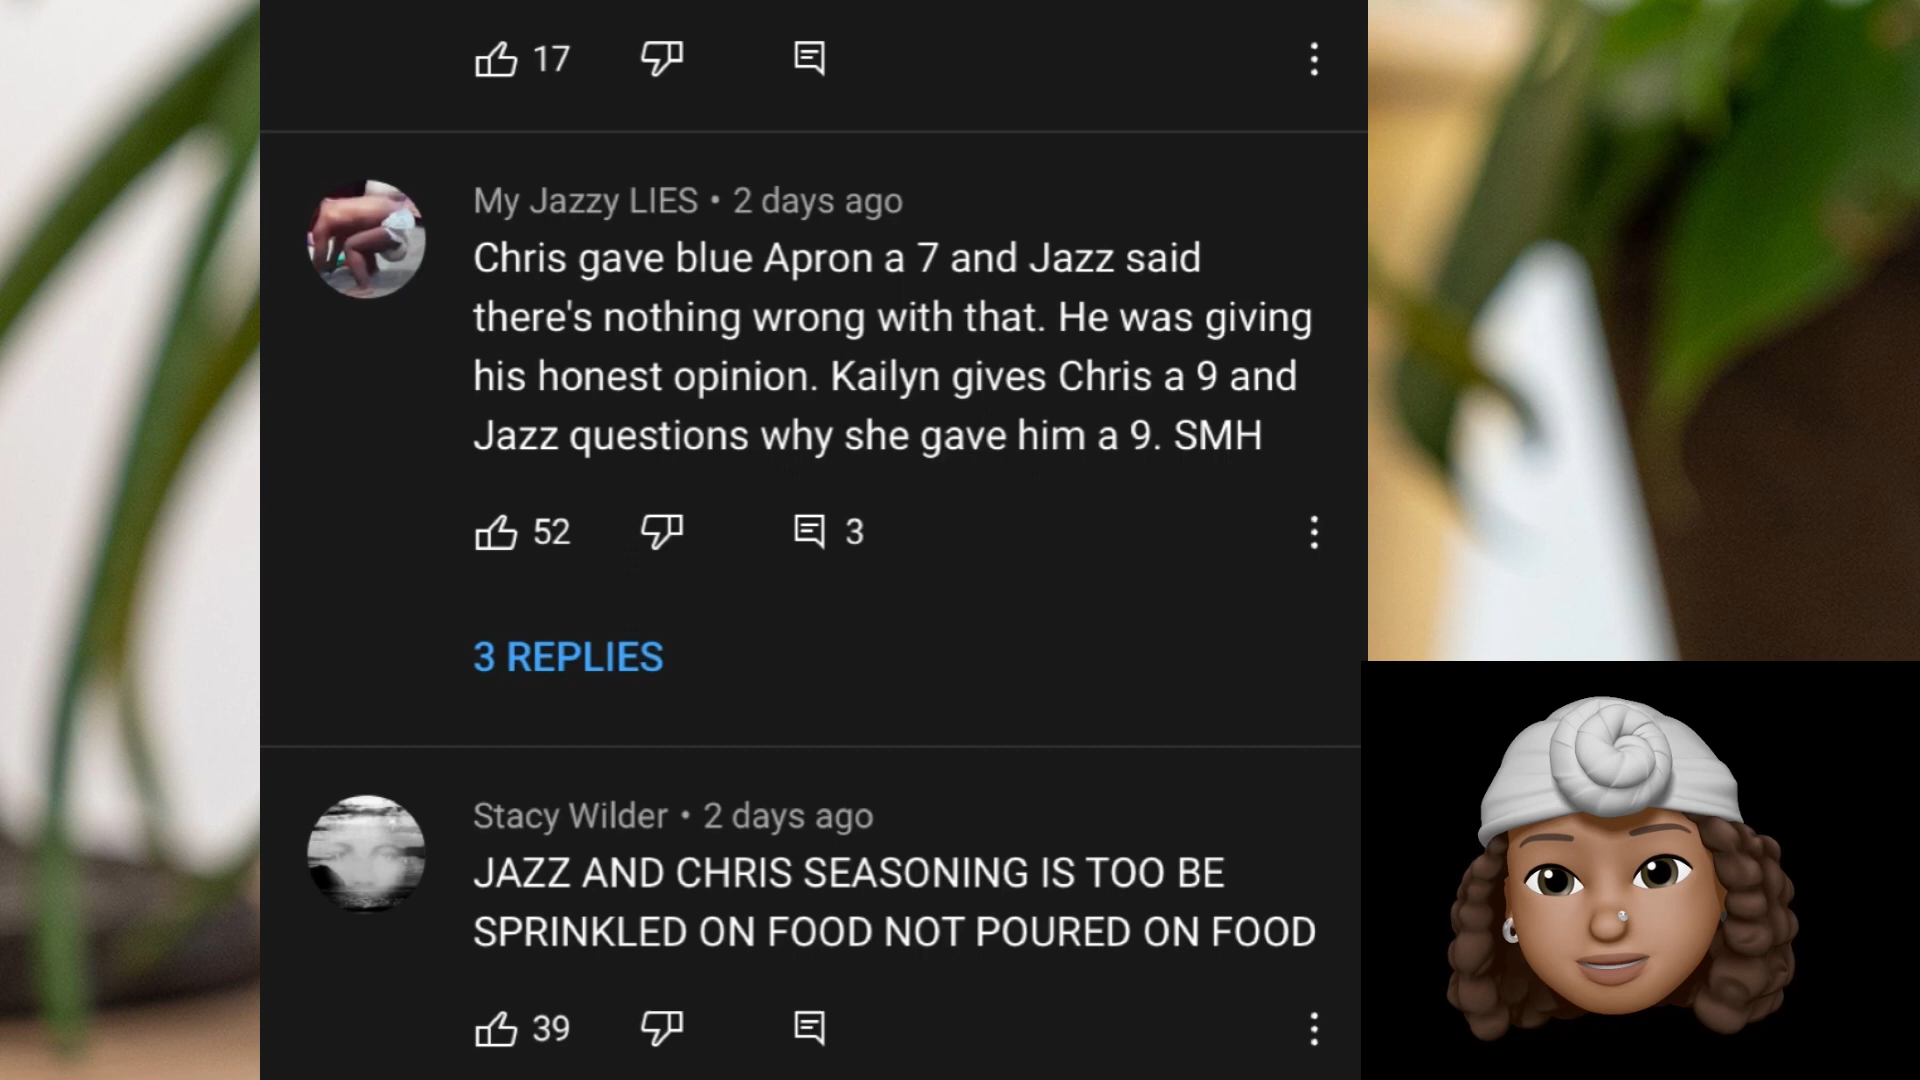 17
My Jazzy LIES • 2 days ago
Chris gave blue Apron a 7 and Jazz said
there's nothing wrong with that. He was giving
his honest opinion. Kailyn gives Chris a 9 and
Jazz questions why she gave him a 9. SMH
52 3
3 REPLIES
Stacy Wilder • 2 days ago
JAZZ AND CHRIS SEASONING IS TOO BE
SPRINKLED ON FOOD NOT POURED ON FOOD
39